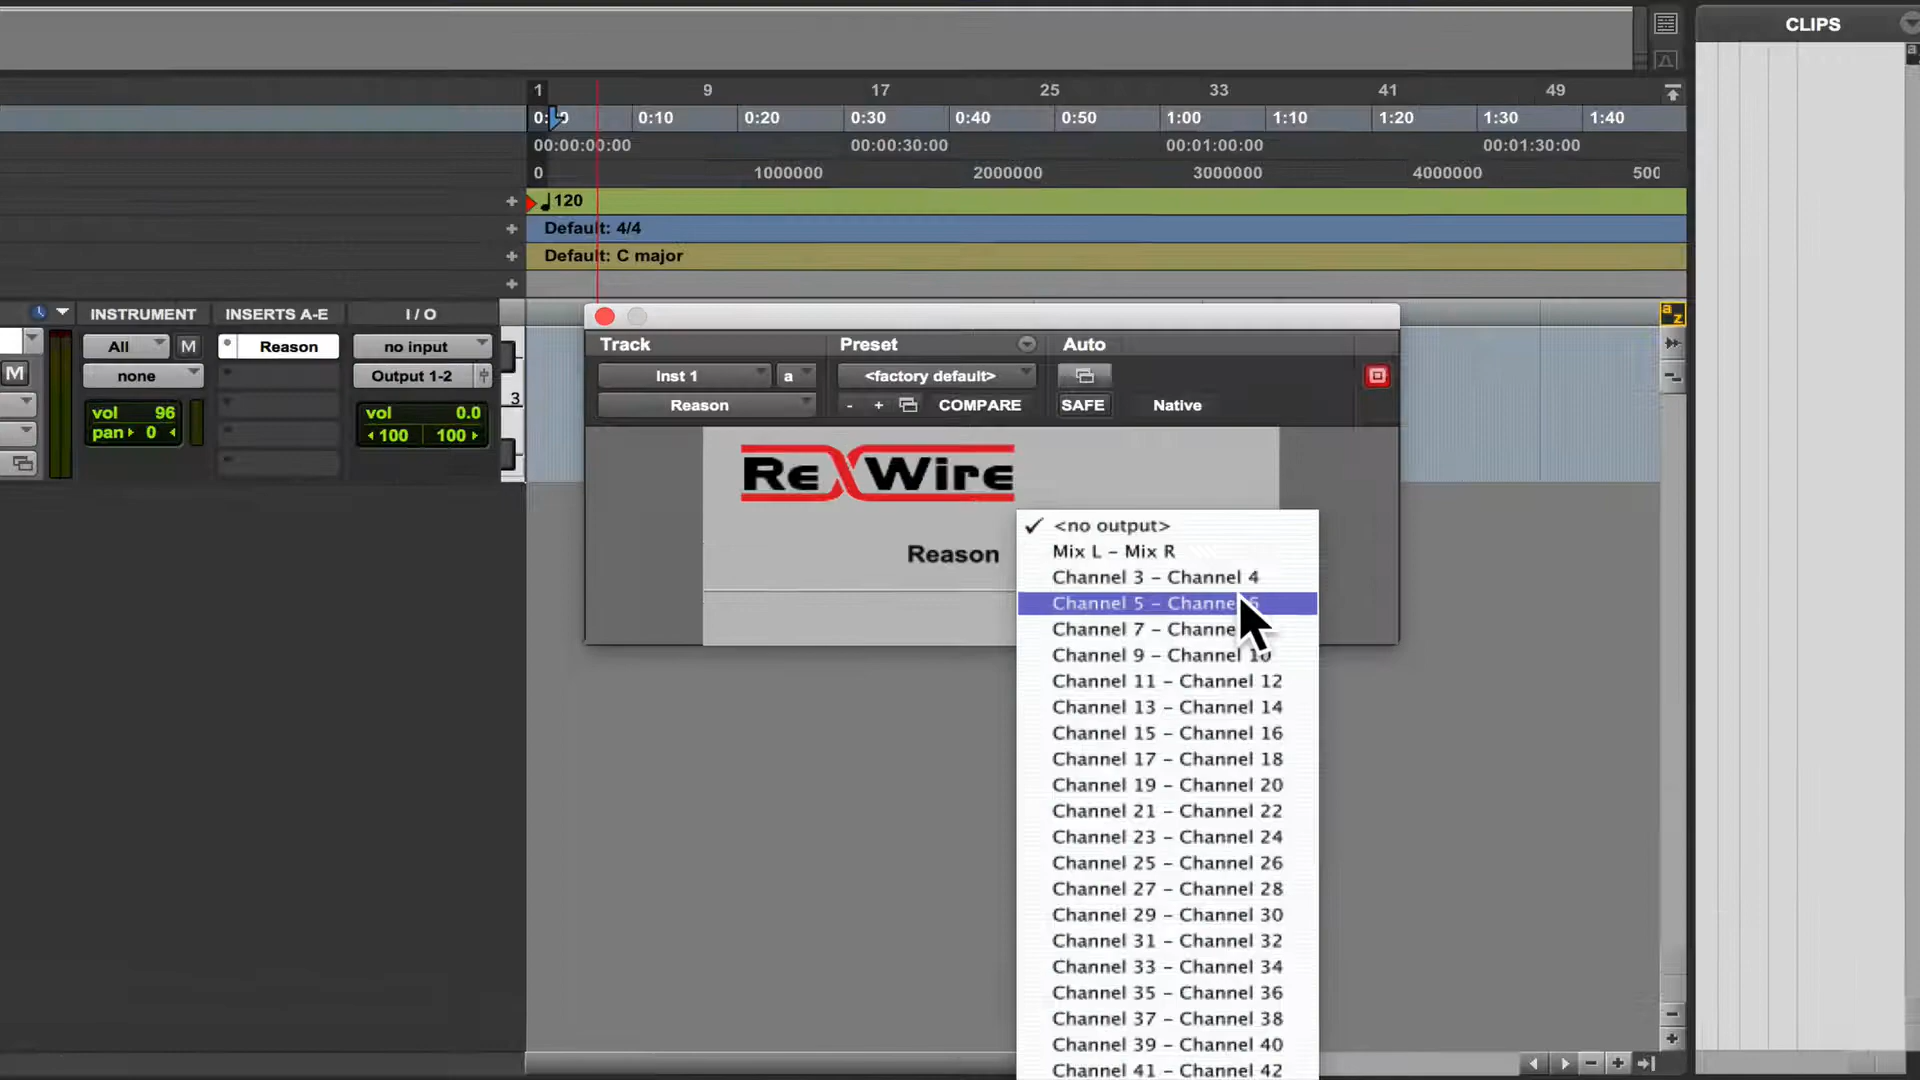 CLIPS
1 9 17 25 33 41 49
0:10 0:20 0:30 0:40 0:50 1:00 1:10 1:20 1:30 1:40
00:00:00:00 00:00:30:00 00:01:00:00 00:01:30:00
0 1000000 2000000 3000000 4000000 500
120
Default: 4/4
Default: C major
INSTRUMENT INSERTS A-E I / O
All M Reason no input
M none Output 1-2
vol 96 vol 0.0
pan 0 100 100
3
a z
Track Preset Auto
Inst 1 a <factory default>
Reason - + COMPARE SAFE Native
ReWire
Reason
✓ <no output>
Mix L – Mix R
Channel 3 – Channel 4
Channel 5 – Channel 6
Channel 7 – Channel
Channel 9 – Channel 10
Channel 11 – Channel 12
Channel 13 – Channel 14
Channel 15 – Channel 16
Channel 17 – Channel 18
Channel 19 – Channel 20
Channel 21 – Channel 22
Channel 23 – Channel 24
Channel 25 – Channel 26
Channel 27 – Channel 28
Channel 29 – Channel 30
Channel 31 – Channel 32
Channel 33 – Channel 34
Channel 35 – Channel 36
Channel 37 – Channel 38
Channel 39 – Channel 40
Channel 41 – Channel 42